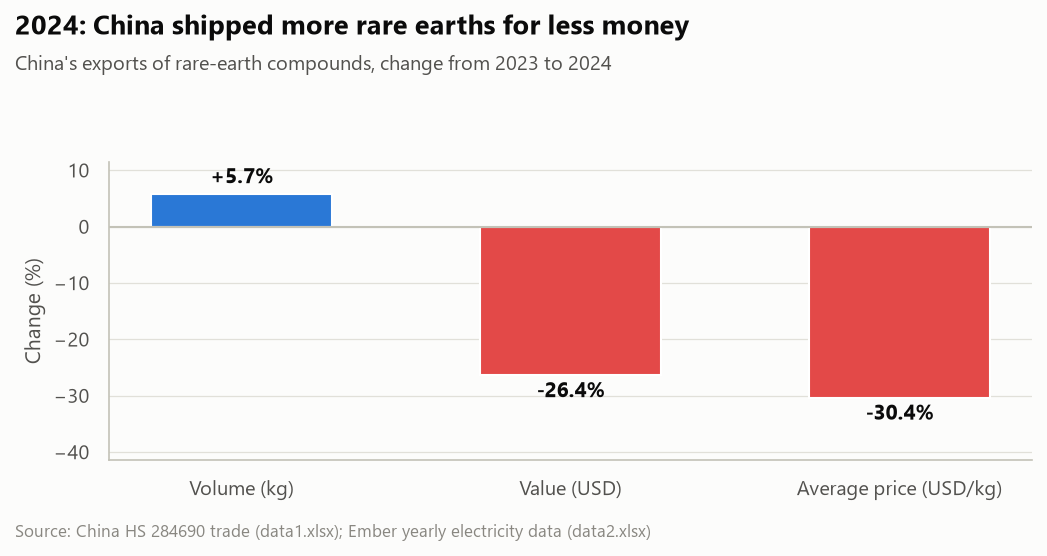 2024: China shipped more rare earths for less money
China's exports of rare-earth compounds, change from 2023 to 2024
10
+5.7%
0
Change (%)
−10
−20
-26.4%
−30
-30.4%
−40
Volume (kg)
Value (USD)
Average price (USD/kg)
Source: China HS 284690 trade (data1.xlsx); Ember yearly electricity data (data2.xlsx)